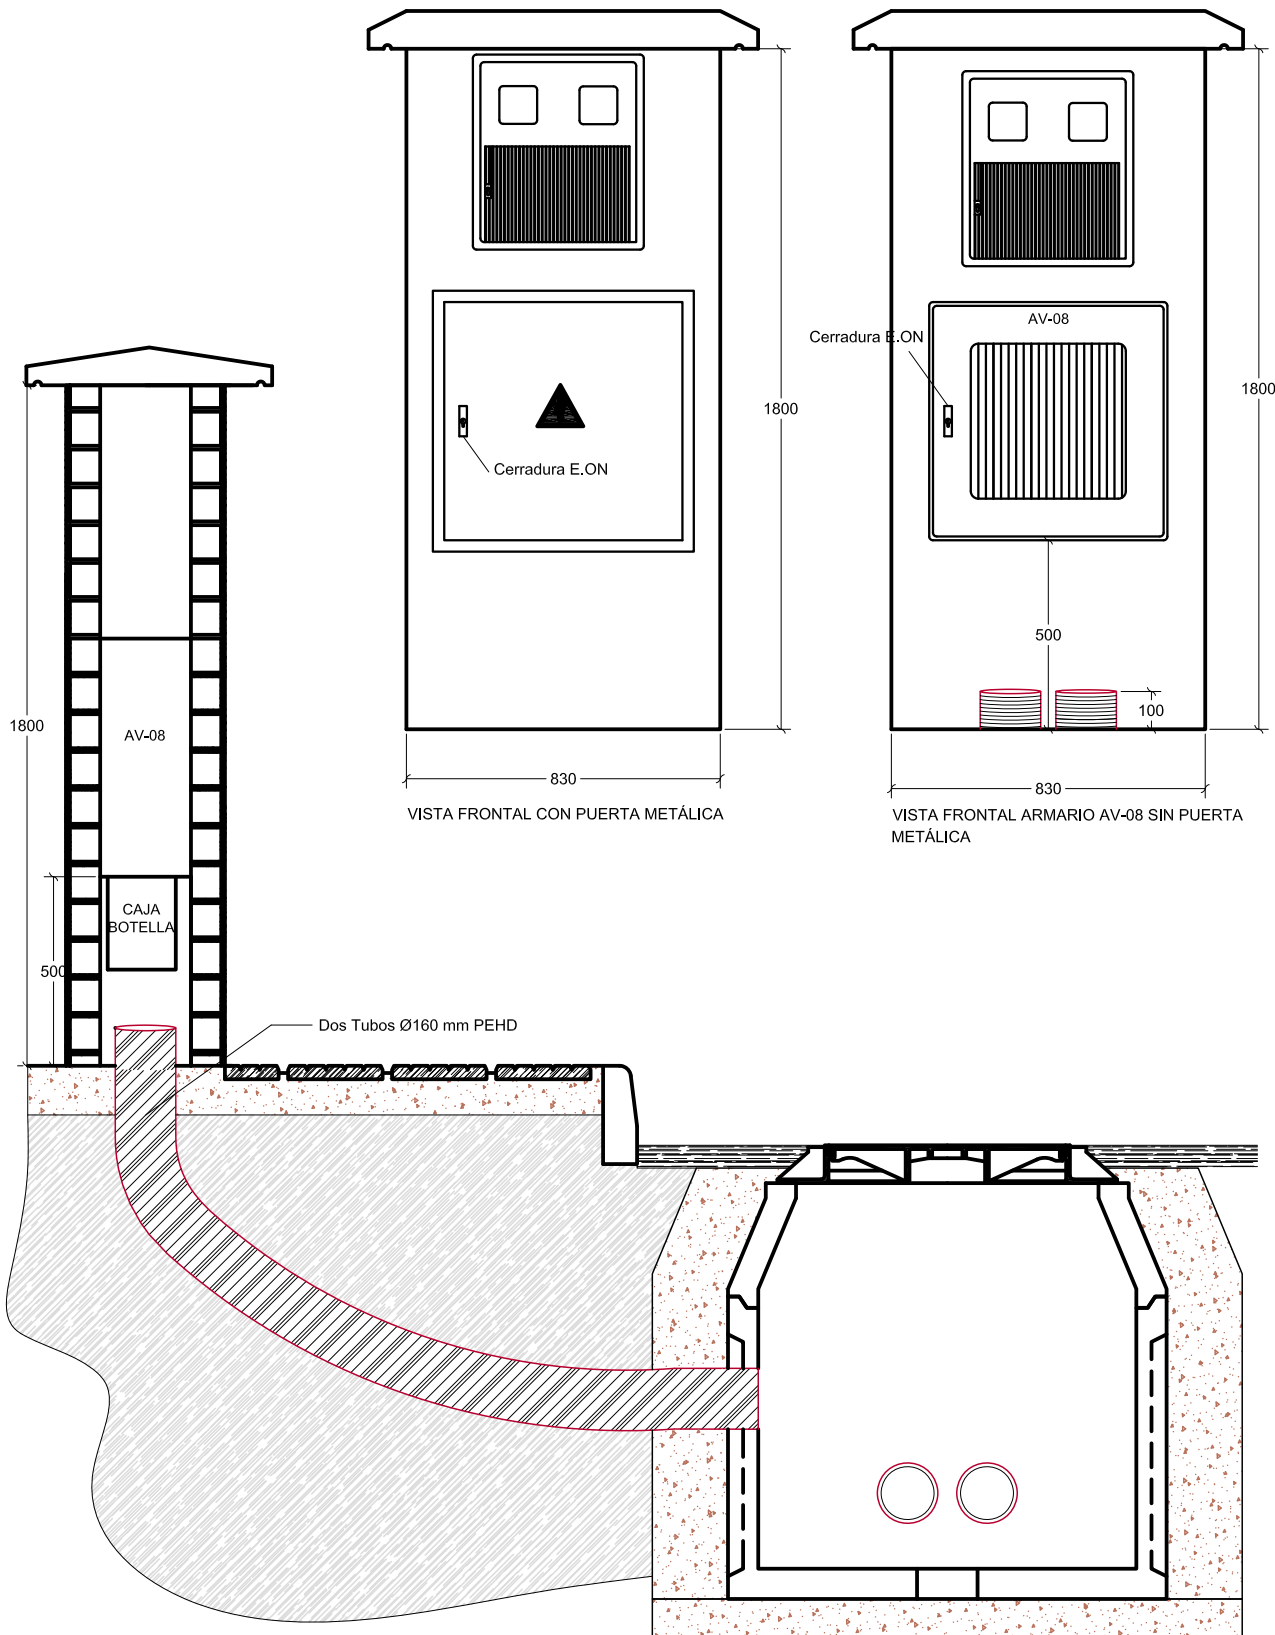 AV-08
Cerradura E.ON
1800
1800
Cerradura E.ON
500
100
1800
AV-08
830
830
VISTA FRONTAL CON PUERTA METÁLICA
VISTA FRONTAL ARMARIO AV-08 SIN PUERTA
METÁLICA
CAJA
BOTELLA
500
Dos Tubos Ø160 mm PEHD